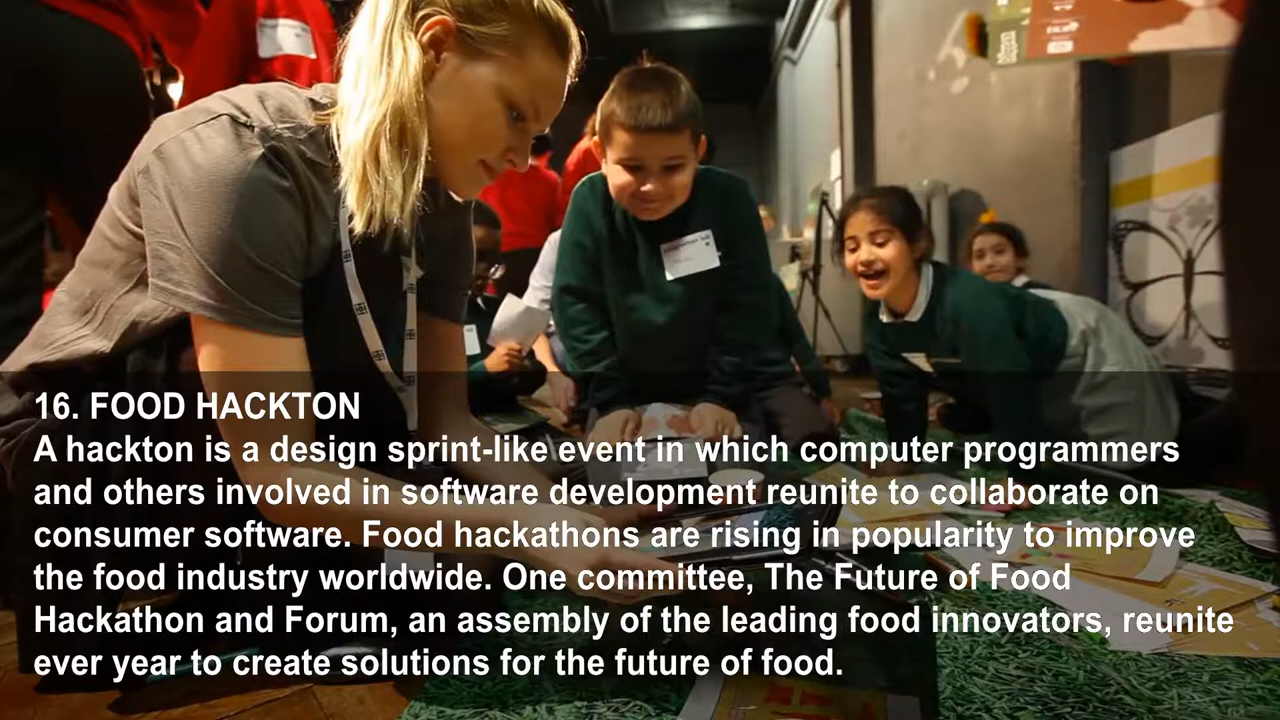 16. FOOD HACKTON
A hackton is a design sprint-like event in which computer programmers
and others involved in software development reunite to collaborate on
consumer software. Food hackathons are rising in popularity to improve
the food industry worldwide. One committee, The Future of Food
Hackathon and Forum, an assembly of the leading food innovators, reunite
ever year to create solutions for the future of food.